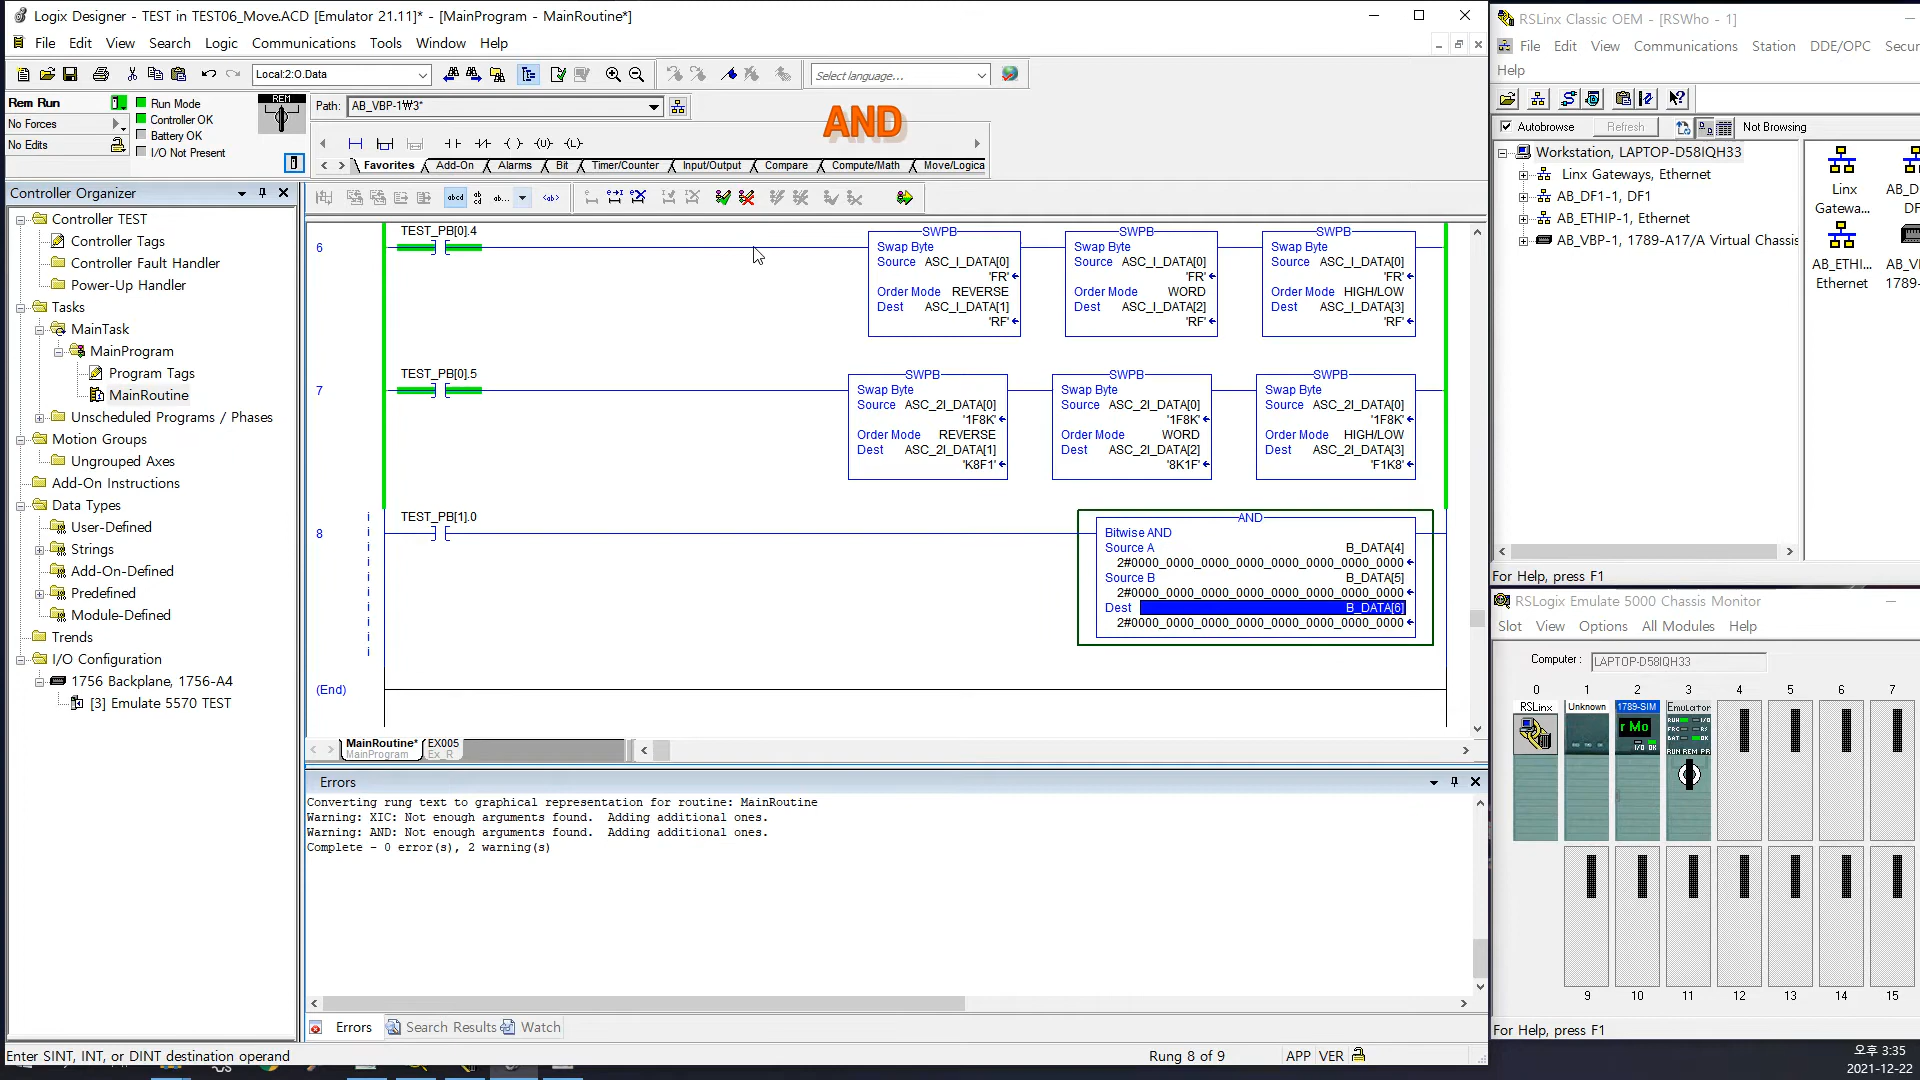 Logix Designer - TEST in TEST06_Move.ACD [Emulator 21.11]* - [MainProgram - MainRoutine*]
File Edit View Search Logic Communications Tools Window Help
Local:2:O.Data
Select language...
Rem Run
No Forces
No Edits
Run Mode
Controller OK
Battery OK
I/O Not Present
REM
Path: AB_VBP-1₩3*
AND
Favorites Add-On Alarms Bit Timer/Counter Input/Output Compare Compute/Math Move/Logica
Controller Organizer
Controller TEST
Controller Tags
Controller Fault Handler
Power-Up Handler
Tasks
MainTask
MainProgram
Program Tags
MainRoutine
Unscheduled Programs / Phases
Motion Groups
Ungrouped Axes
Add-On Instructions
Data Types
User-Defined
Strings
Add-On-Defined
Predefined
Module-Defined
Trends
I/O Configuration
1756 Backplane, 1756-A4
[3] Emulate 5570 TEST
6
TEST_PB[0].4
SWPB
Swap Byte
Source ASC_I_DATA[0]
'FR'
Order Mode REVERSE
Dest ASC_I_DATA[1]
'RF'
SWPB
Swap Byte
Source ASC_I_DATA[0]
'FR'
Order Mode WORD
Dest ASC_I_DATA[2]
'RF'
SWPB
Swap Byte
Source ASC_I_DATA[0]
'FR'
Order Mode HIGH/LOW
Dest ASC_I_DATA[3]
'RF'
7
TEST_PB[0].5
SWPB
Swap Byte
Source ASC_2I_DATA[0]
'1F8K'
Order Mode REVERSE
Dest ASC_2I_DATA[1]
'K8F1'
SWPB
Swap Byte
Source ASC_2I_DATA[0]
'1F8K'
Order Mode WORD
Dest ASC_2I_DATA[2]
'8K1F'
SWPB
Swap Byte
Source ASC_2I_DATA[0]
'1F8K'
Order Mode HIGH/LOW
Dest ASC_2I_DATA[3]
'F1K8'
8
TEST_PB[1].0
i
i
i
i
i
i
i
i
i
i
AND
Bitwise AND
Source A B_DATA[4]
2#0000_0000_0000_0000_0000_0000_0000_0000
Source B B_DATA[5]
2#0000_0000_0000_0000_0000_0000_0000_0000
Dest B_DATA[6]
2#0000_0000_0000_0000_0000_0000_0000_0000
(End)
MainRoutine*
MainProgram
EX005
Ex_R
Errors
Converting rung text to graphical representation for routine: MainRoutine
Warning: XIC: Not enough arguments found. Adding additional ones.
Warning: AND: Not enough arguments found. Adding additional ones.
Complete - 0 error(s), 2 warning(s)
Errors Search Results Watch
Enter SINT, INT, or DINT destination operand
Rung 8 of 9 APP VER
RSLinx Classic OEM - [RSWho - 1]
File Edit View Communications Station DDE/OPC Secur
Help
Autobrowse Refresh Not Browsing
Workstation, LAPTOP-D58IQH33
Linx Gateways, Ethernet
AB_DF1-1, DF1
AB_ETHIP-1, Ethernet
AB_VBP-1, 1789-A17/A Virtual Chassis
Linx
Gatewa...
AB_D
DF
AB_ETHI...
Ethernet
AB_V
1789-
For Help, press F1
RSLogix Emulate 5000 Chassis Monitor
Slot View Options All Modules Help
Computer : LAPTOP-D58IQH33
0 1 2 3 4 5 6 7
RSLinx
Unknown
1789-SIM
r Mo
I/O OK
Emulator
RUN I/O
FRC RS
BAT OK
RUN REM PR
9 10 11 12 13 14 15
For Help, press F1
오후 3:35
2021-12-22